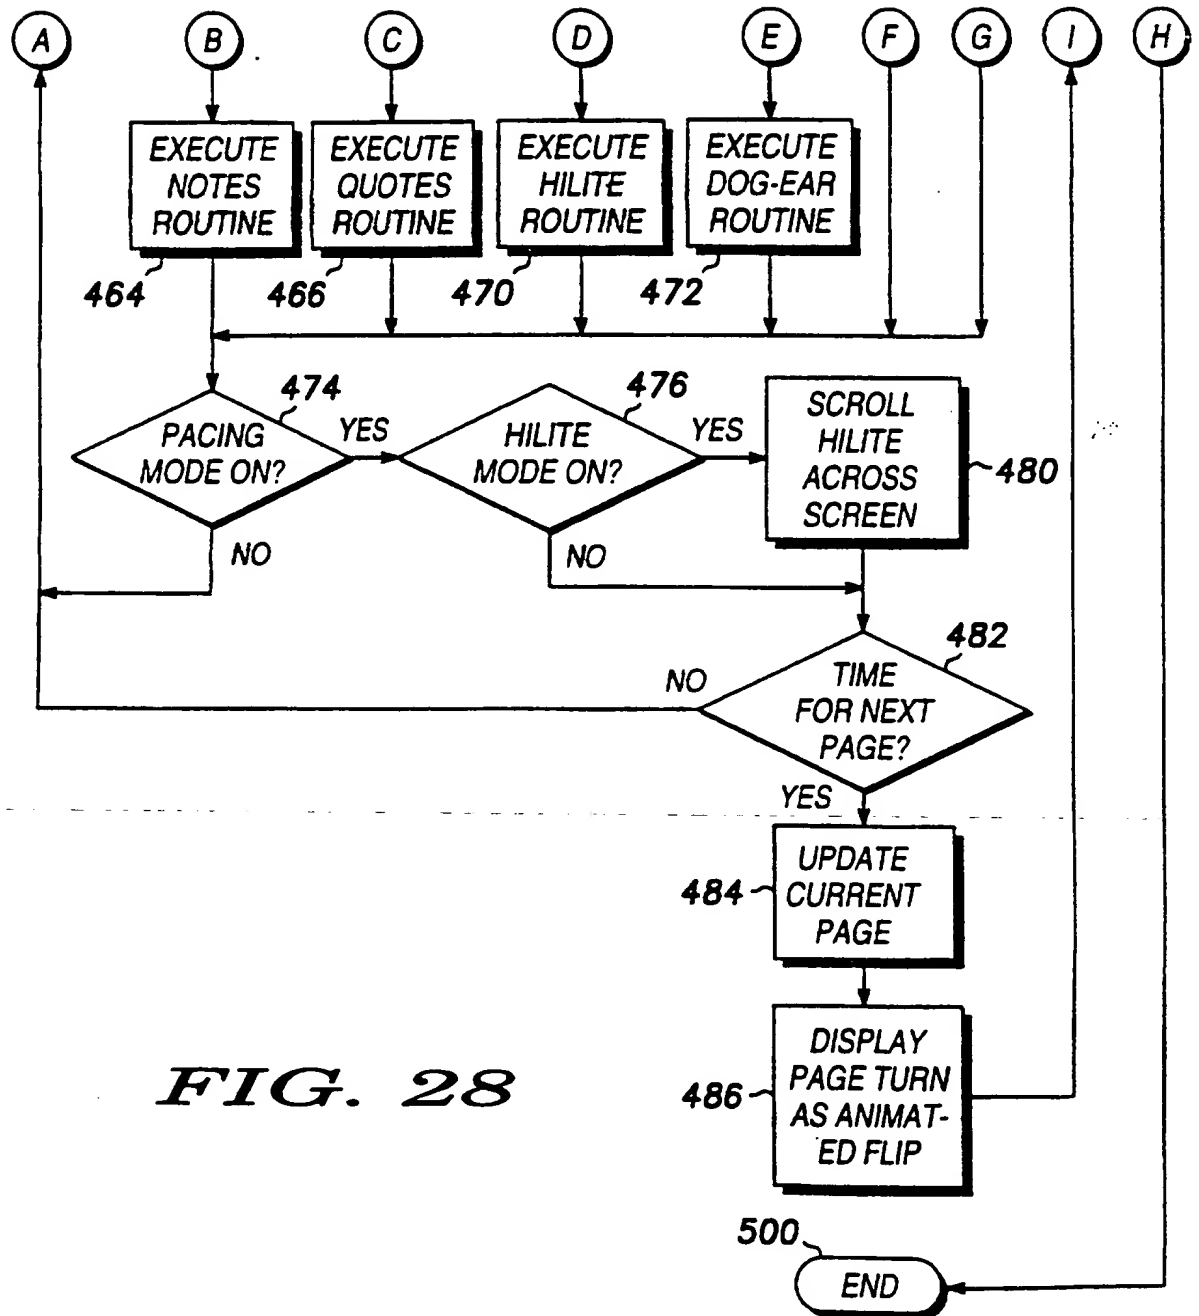 A B C D E F G I H
EXECUTE
NOTES
ROUTINE
464
EXECUTE
QUOTES
ROUTINE
466
EXECUTE
HILITE
ROUTINE
470
EXECUTE
DOG-EAR
ROUTINE
472
474
PACING
MODE ON?
YES
NO
476
HILITE
MODE ON?
YES
NO
SCROLL
HILITE
ACROSS
SCREEN
480
482
TIME
FOR NEXT
PAGE?
NO
YES
484
UPDATE
CURRENT
PAGE
486
DISPLAY
PAGE TURN
AS ANIMAT-
ED FLIP
FIG. 28
500
END